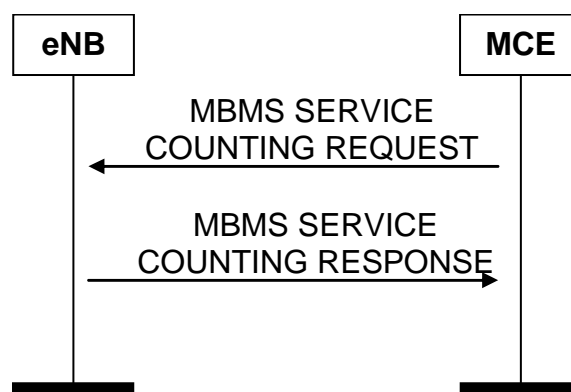 eNB
MCE
MBMS SERVICE
COUNTING REQUEST
MBMS SERVICE
COUNTING RESPONSE